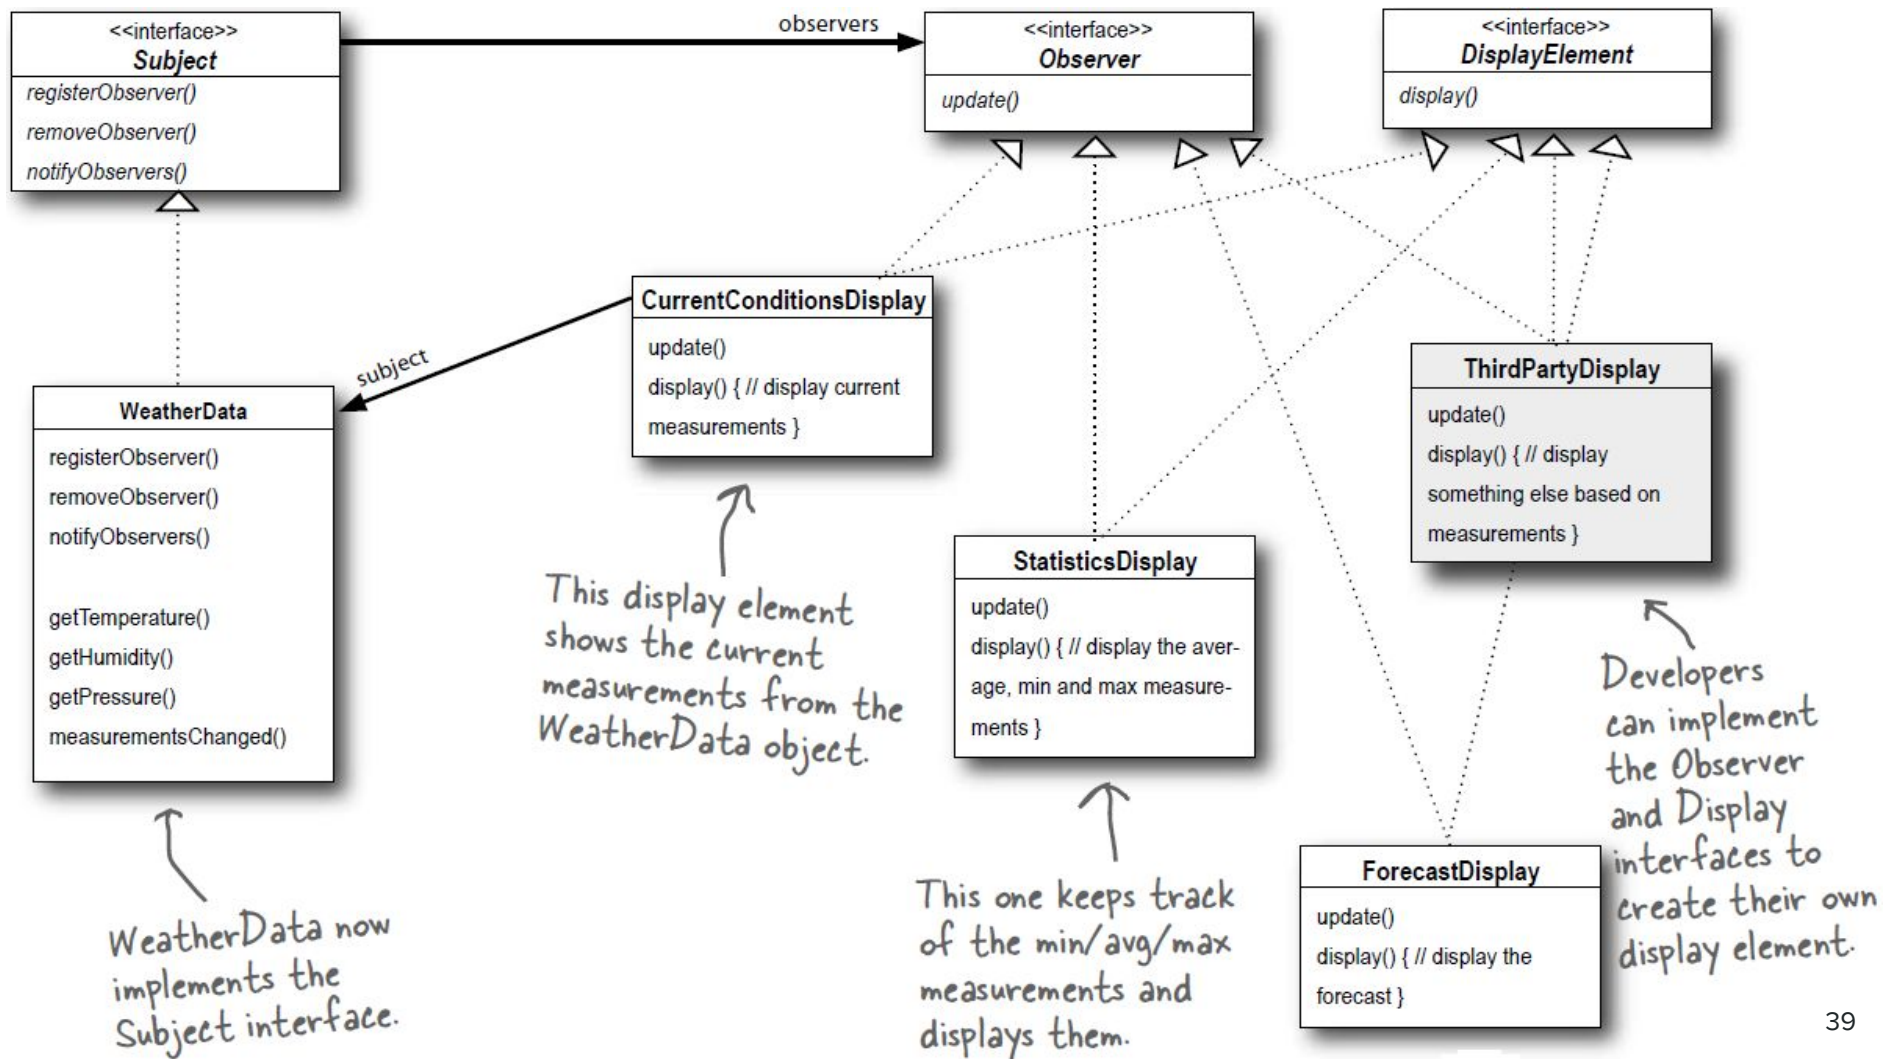 <<interface>>
Subject
registerObserver()
removeObserver()
notifyObservers()
observers
<<interface>>
Observer
update()
<<interface>>
DisplayElement
display()
subject
WeatherData
registerObserver()
removeObserver()
notifyObservers()
getTemperature()
getHumidity()
getPressure()
measurementsChanged()
CurrentConditionsDisplay
update()
display() { // display current
measurements }
StatisticsDisplay
update()
display() { // display the aver-
age, min and max measure-
ments }
ThirdPartyDisplay
update()
display() { // display
something else based on
measurements }
ForecastDisplay
update()
display() { // display the
forecast }
WeatherData now
implements the
Subject interface.
This display element
shows the current
measurements from the
WeatherData object.
This one keeps track
of the min/avg/max
measurements and
displays them.
Developers
can implement
the Observer
and Display
interfaces to
create their own
display element.
39